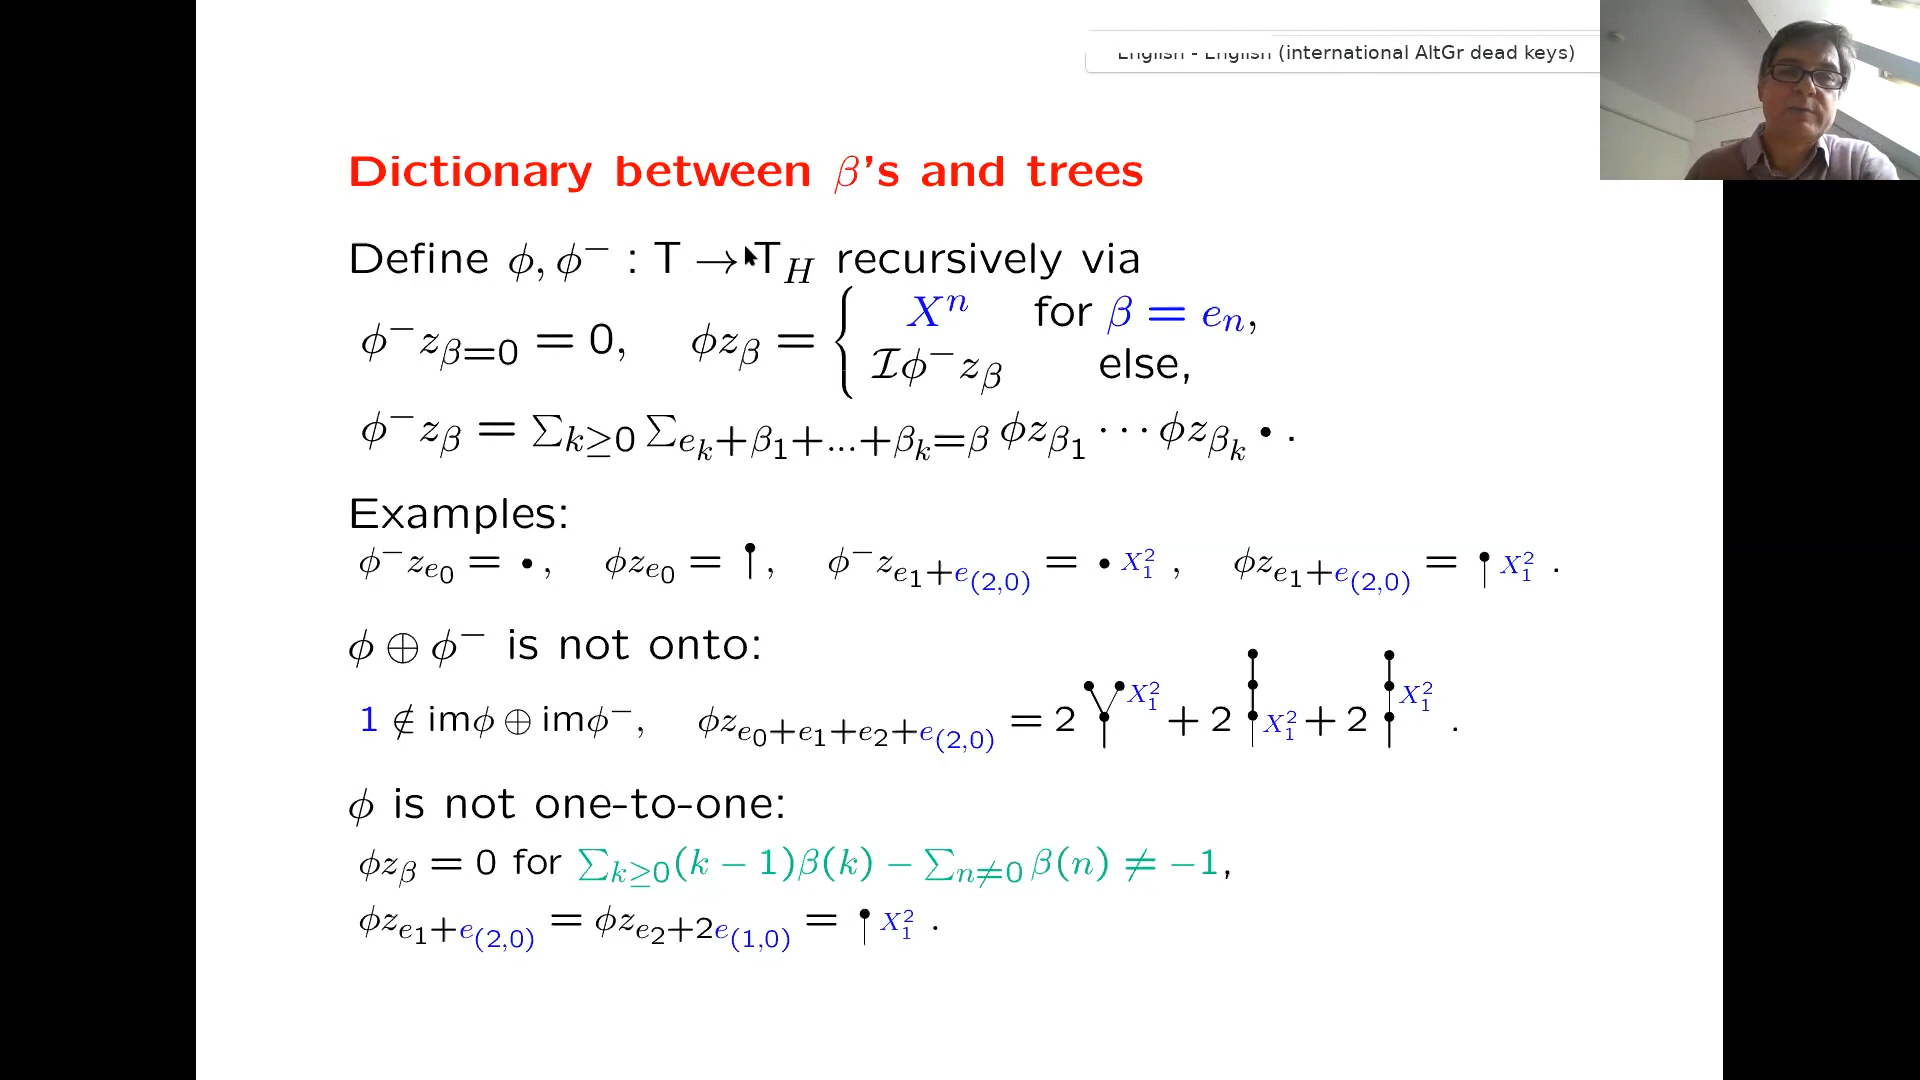 English - English (international AltGr dead keys)
Dictionary between β's and trees
Define ϕ, ϕ⁻ : T → T_H recursively via
ϕ⁻z_{β=0} = 0, ϕz_β = { Xⁿ for β = e_n,
ℐϕ⁻z_β else,
ϕ⁻z_β = ∑_{k≥0} ∑_{e_k+β_1+...+β_k=β} ϕz_{β_1} ··· ϕz_{β_k} • .
Examples:
ϕ⁻z_{e_0} = • , ϕz_{e_0} = , ϕ⁻z_{e_1+e_{(2,0)}} = • X_1^2 , ϕz_{e_1+e_{(2,0)}} = X_1^2 .
ϕ ⊕ ϕ⁻ is not onto:
1 ∉ imϕ ⊕ imϕ⁻, ϕz_{e_0+e_1+e_2+e_{(2,0)}} = 2 X_1^2 + 2 X_1^2 + 2 X_1^2 .
ϕ is not one-to-one:
ϕz_β = 0 for ∑_{k≥0}(k − 1)β(k) − ∑_{n≠0} β(n) ≠ −1,
ϕz_{e_1+e_{(2,0)}} = ϕz_{e_2+2e_{(1,0)}} = X_1^2 .